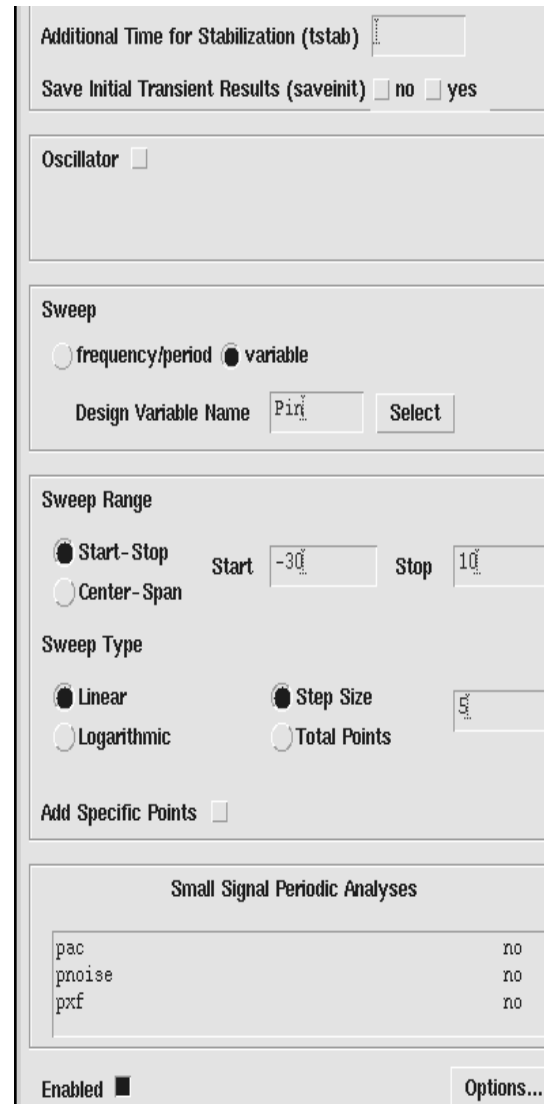 Additional Time for Stabilization (tstab)
Save Initial Transient Results (saveinit) no yes
Oscillator
Sweep
frequency/period variable
Design Variable Name Pin Select
Sweep Range
Start-Stop Start -30 Stop 10
Center-Span
Sweep Type
Linear Step Size 5
Logarithmic Total Points
Add Specific Points
Small Signal Periodic Analyses
pac no
pnoise no
pxf no
Enabled Options...